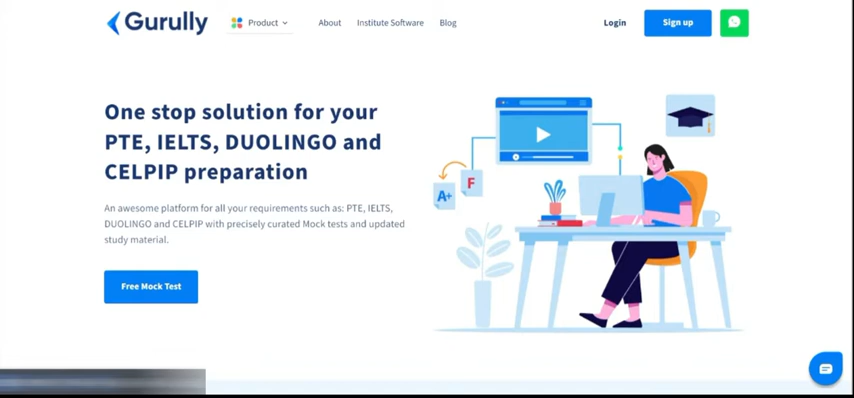 Gurully
Product
About
Institute Software
Blog
Login
Sign up
One stop solution for your
PTE, IELTS, DUOLINGO and
CELPIP preparation
An awesome platform for all your requirements such as: PTE, IELTS,
DUOLINGO and CELPIP with precisely curated Mock tests and updated
study material.
Free Mock Test
A+
F